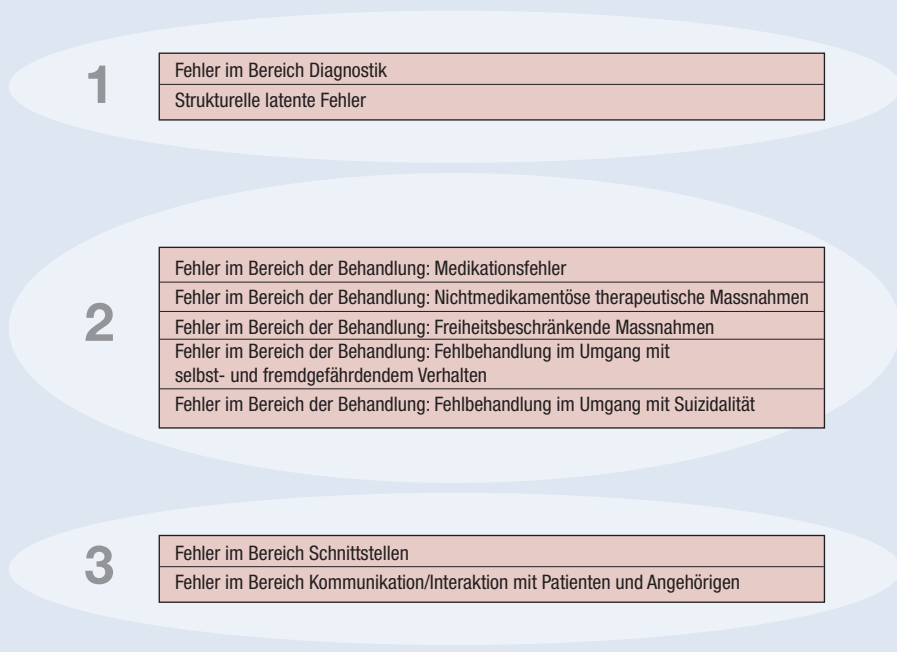 1
Fehler im Bereich Diagnostik
Strukturelle latente Fehler
2
Fehler im Bereich der Behandlung: Medikationsfehler
Fehler im Bereich der Behandlung: Nichtmedikamentöse therapeutische Massnahmen
Fehler im Bereich der Behandlung: Freiheitsbeschränkende Massnahmen
Fehler im Bereich der Behandlung: Fehlbehandlung im Umgang mit
selbst- und fremdgefährdendem Verhalten
Fehler im Bereich der Behandlung: Fehlbehandlung im Umgang mit Suizidalität
3
Fehler im Bereich Schnittstellen
Fehler im Bereich Kommunikation/Interaktion mit Patienten und Angehörigen